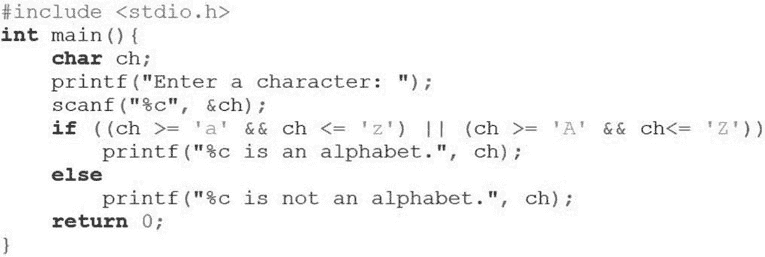 #include <stdio.h>
int main(){
    char ch;
    printf("Enter a character: ");
    scanf("%c", &ch);
    if ((ch >= 'a' && ch <= 'z') || (ch >= 'A' && ch<= 'Z'))
        printf("%c is an alphabet.", ch);
    else
        printf("%c is not an alphabet.", ch);
    return 0;
}